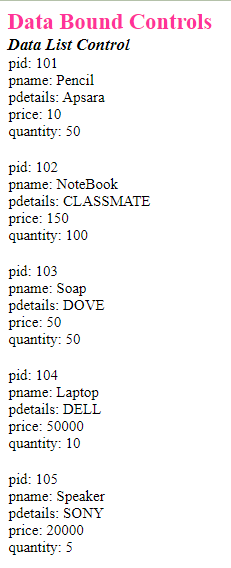 Data Bound Controls
Data List Control
pid: 101
pname: Pencil
pdetails: Apsara
price: 10
quantity: 50
pid: 102
pname: NoteBook
pdetails: CLASSMATE
price: 150
quantity: 100
pid: 103
pname: Soap
pdetails: DOVE
price: 50
quantity: 50
pid: 104
pname: Laptop
pdetails: DELL
price: 50000
quantity: 10
pid: 105
pname: Speaker
pdetails: SONY
price: 20000
quantity: 5